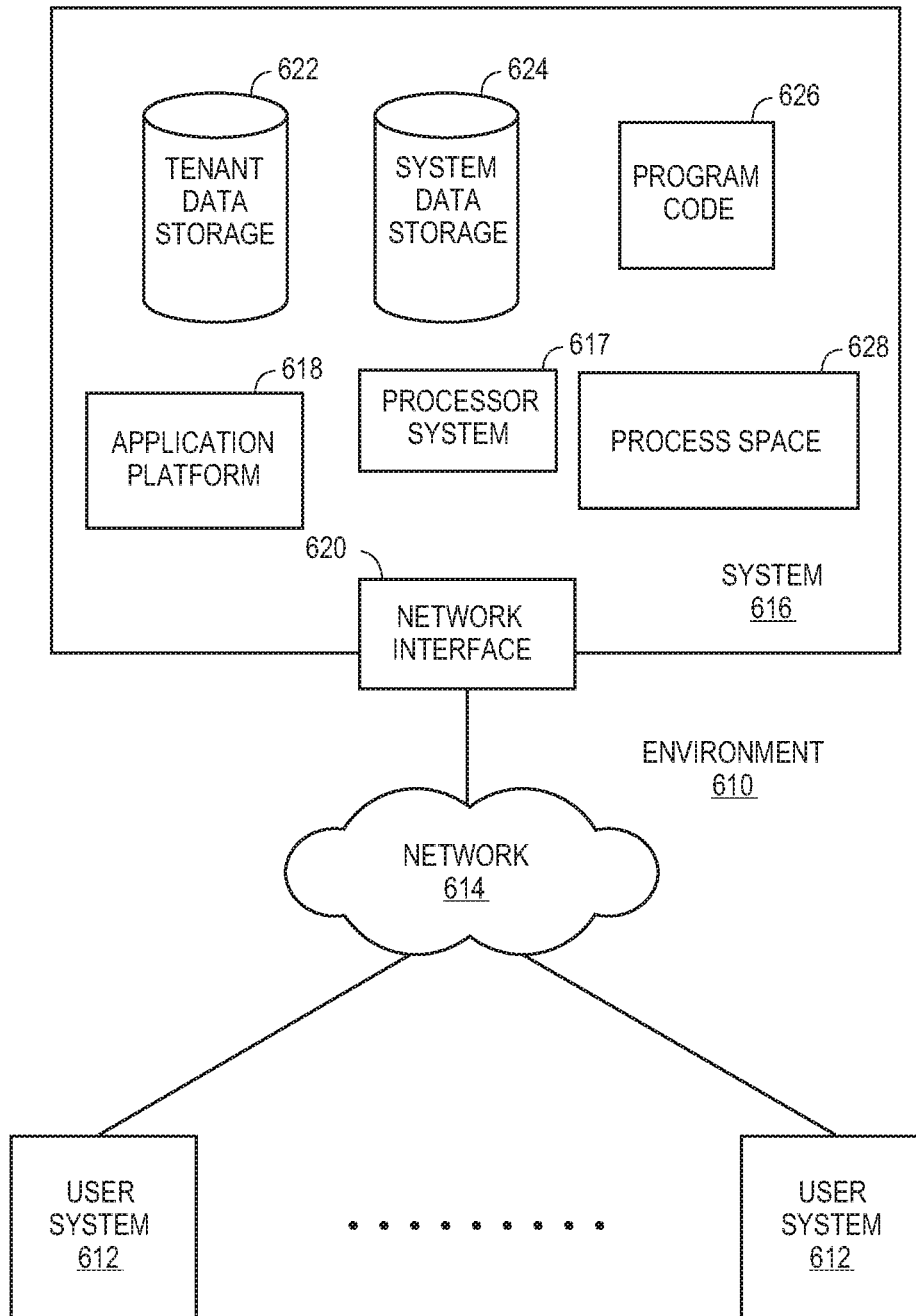 622
624
626
TENANT
DATA
STORAGE
SYSTEM
DATA
STORAGE
PROGRAM
CODE
618
617
628
APPLICATION
PLATFORM
PROCESSOR
SYSTEM
PROCESS SPACE
620
NETWORK
INTERFACE
SYSTEM
616
ENVIRONMENT
610
NETWORK
614
USER
SYSTEM
612
USER
SYSTEM
612